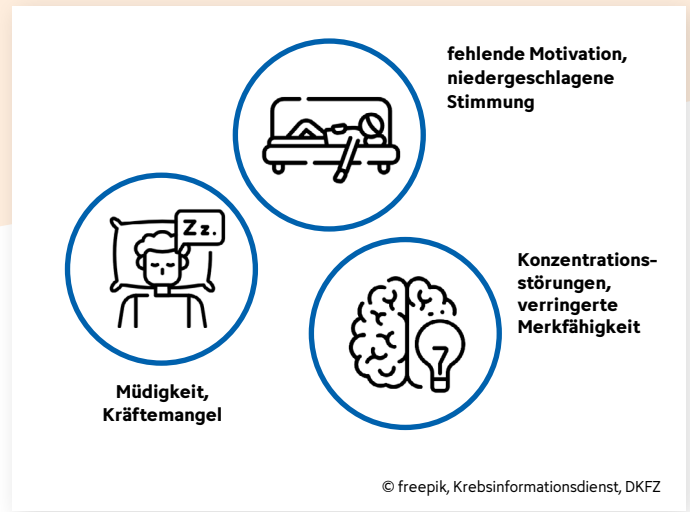 fehlende Motivation,
niedergeschlagene
Stimmung
Zz.
Konzentrations-
störungen,
verringerte
Merkfähigkeit
Müdigkeit,
Kräftemangel
© freepik, Krebsinformationsdienst, DKFZ